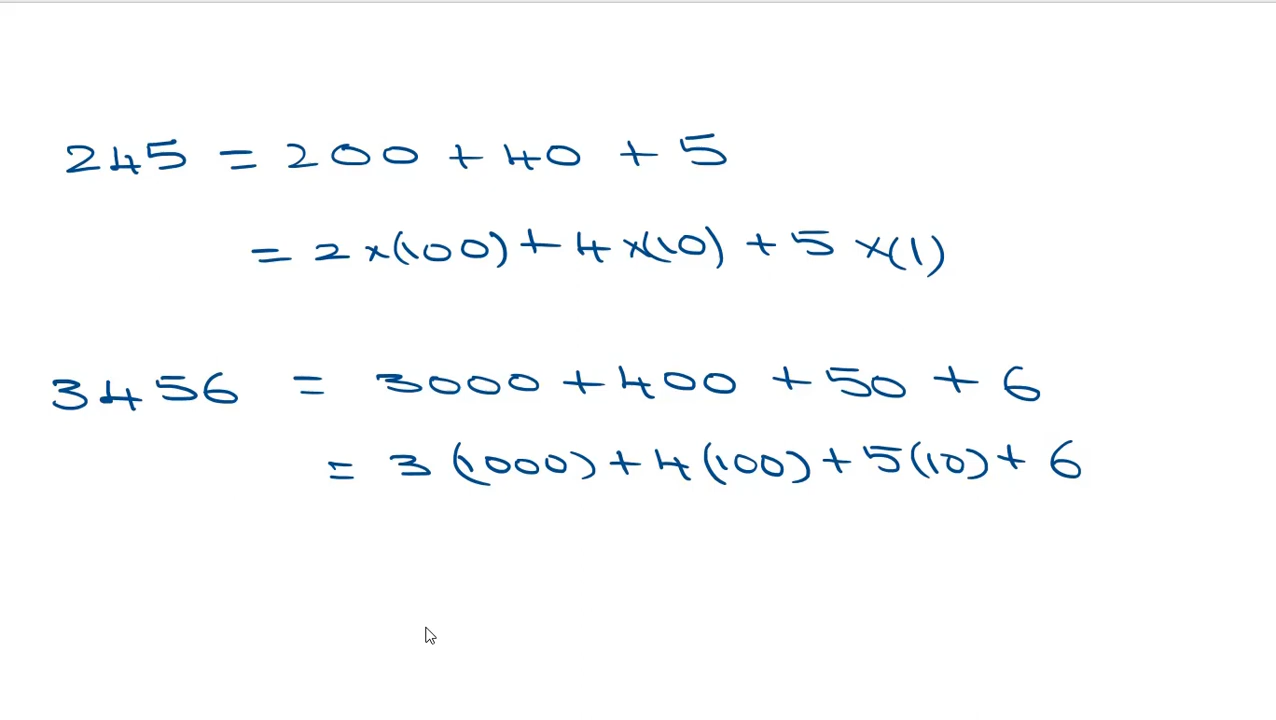 245 = 200 + 40 + 5
= 2 ×(100) + 4 ×(10) + 5 ×(1)
3456 = 3000 + 400 + 50 + 6
= 3 (1000) + 4 (100) + 5 (10) + 6